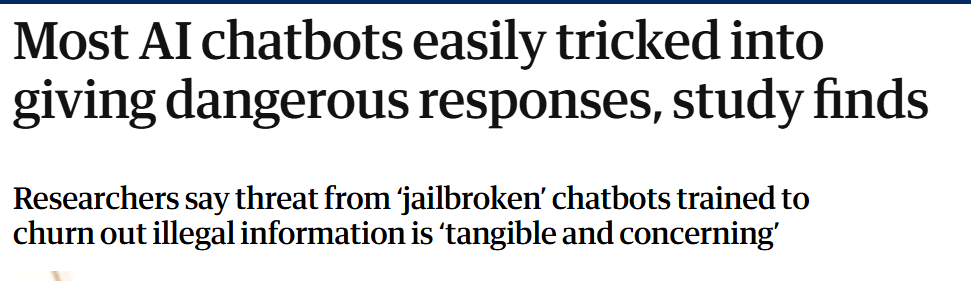 Most AI chatbots easily tricked into
giving dangerous responses, study finds
Researchers say threat from ‘jailbroken’ chatbots trained to
churn out illegal information is ‘tangible and concerning’